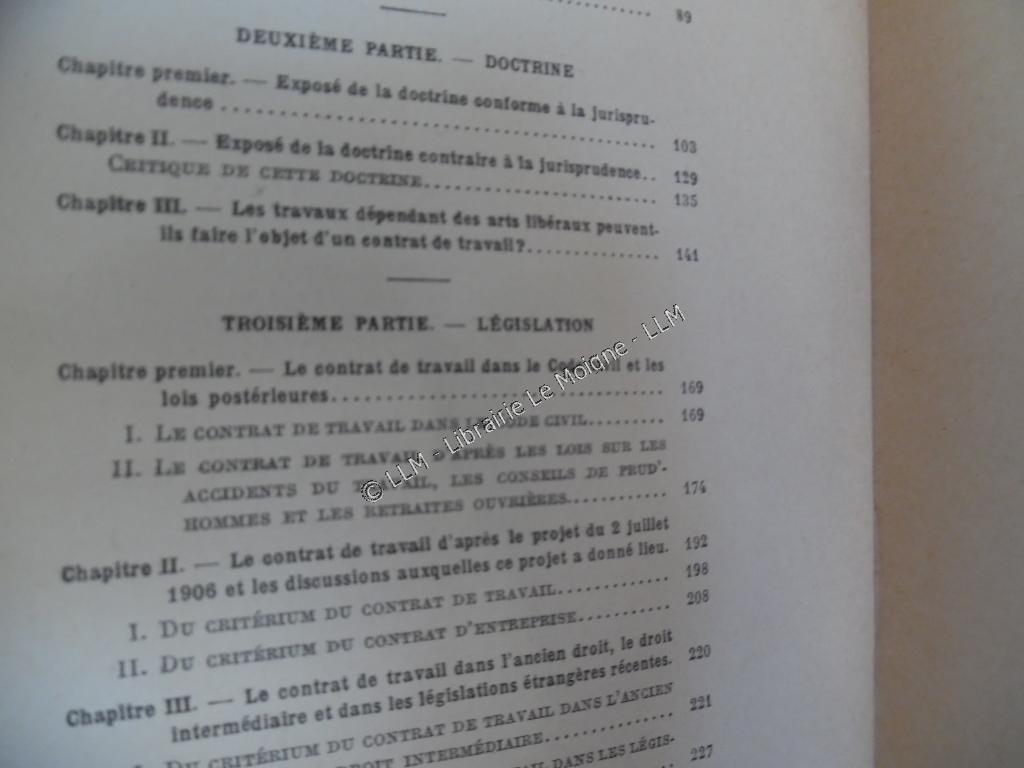 89
DEUXIÈME PARTIE. — DOCTRINE
Chapitre premier. — Exposé de la doctrine conforme à la jurispru-
dence ........ 103
Chapitre II. — Exposé de la doctrine contraire à la jurisprudence.. 129
CRITIQUE DE CETTE DOCTRINE........ 135
Chapitre III. — Les travaux dépendant des arts libéraux peuvent-
ils faire l'objet d'un contrat de travail?........ 141
TROISIÈME PARTIE. — LÉGISLATION
Chapitre premier. — Le contrat de travail dans le Code civil et les
lois postérieures........ 169
I. LE CONTRAT DE TRAVAIL DANS LE CODE CIVIL........ 169
II. LE CONTRAT DE TRAVAIL D'APRÈS LES LOIS SUR LES
ACCIDENTS DU TRAVAIL, LES CONSEILS DE PRUD'-
HOMMES ET LES RETRAITES OUVRIÈRES........ 174
Chapitre II. — Le contrat de travail d'après le projet du 2 juillet
1906 et les discussions auxquelles ce projet a donné lieu. 192
I. DU CRITÉRIUM DU CONTRAT DE TRAVAIL........ 198
II. DU CRITÉRIUM DU CONTRAT D'ENTREPRISE........ 208
Chapitre III. — Le contrat de travail dans l'ancien droit, le droit
intermédiaire et dans les législations étrangères récentes. 220
I. DU CRITÉRIUM DU CONTRAT DE TRAVAIL DANS L'ANCIEN
DROIT INTERMÉDIAIRE........ 221
DANS LES LÉGIS-
227
© LLM - Librairie Le Moigne - LLM